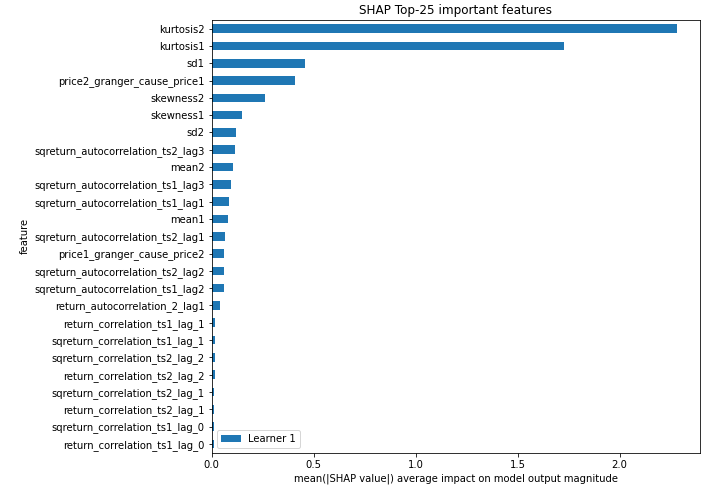 SHAP Top-25 important features
kurtosis2
kurtosis1
sd1
price2_granger_cause_price1
skewness2
skewness1
sd2
sqreturn_autocorrelation_ts2_lag3
mean2
sqreturn_autocorrelation_ts1_lag3
sqreturn_autocorrelation_ts1_lag1
mean1
sqreturn_autocorrelation_ts2_lag1
price1_granger_cause_price2
sqreturn_autocorrelation_ts2_lag2
sqreturn_autocorrelation_ts1_lag2
return_autocorrelation_2_lag1
return_correlation_ts1_lag_1
sqreturn_correlation_ts1_lag_1
sqreturn_correlation_ts2_lag_2
return_correlation_ts2_lag_2
sqreturn_correlation_ts2_lag_1
return_correlation_ts2_lag_1
sqreturn_correlation_ts1_lag_0
return_correlation_ts1_lag_0
feature
Learner 1
0.0 0.5 1.0 1.5 2.0
mean(|SHAP value|) average impact on model output magnitude